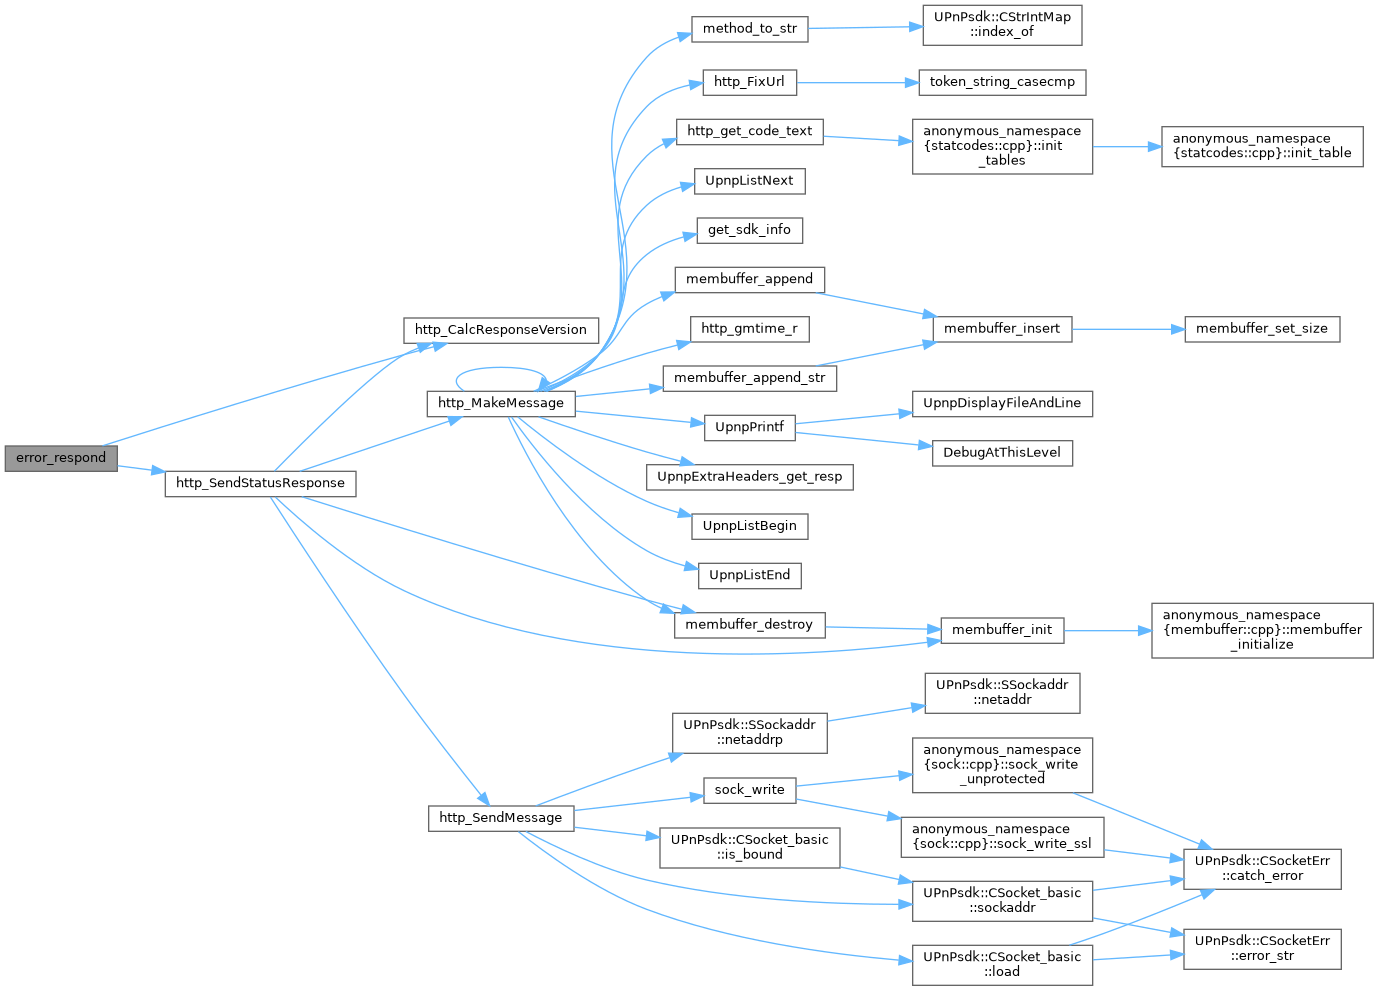 error_respond
http_CalcResponseVersion
http_SendStatusResponse
http_MakeMessage
http_SendMessage
method_to_str
http_FixUrl
http_get_code_text
UpnpListNext
get_sdk_info
membuffer_append
http_gmtime_r
membuffer_append_str
UpnpPrintf
UpnpExtraHeaders_get_resp
UpnpListBegin
UpnpListEnd
membuffer_destroy
UPnPsdk::SSockaddr
::netaddrp
sock_write
UPnPsdk::CSocket_basic
::is_bound
UPnPsdk::CStrIntMap
::index_of
token_string_casecmp
anonymous_namespace
{statcodes::cpp}::init
_tables
membuffer_insert
UpnpDisplayFileAndLine
DebugAtThisLevel
membuffer_init
UPnPsdk::SSockaddr
::netaddr
anonymous_namespace
{sock::cpp}::sock_write
_unprotected
anonymous_namespace
{sock::cpp}::sock_write_ssl
UPnPsdk::CSocket_basic
::sockaddr
UPnPsdk::CSocket_basic
::load
anonymous_namespace
{statcodes::cpp}::init_table
membuffer_set_size
anonymous_namespace
{membuffer::cpp}::membuffer
_initialize
UPnPsdk::CSocketErr
::catch_error
UPnPsdk::CSocketErr
::error_str